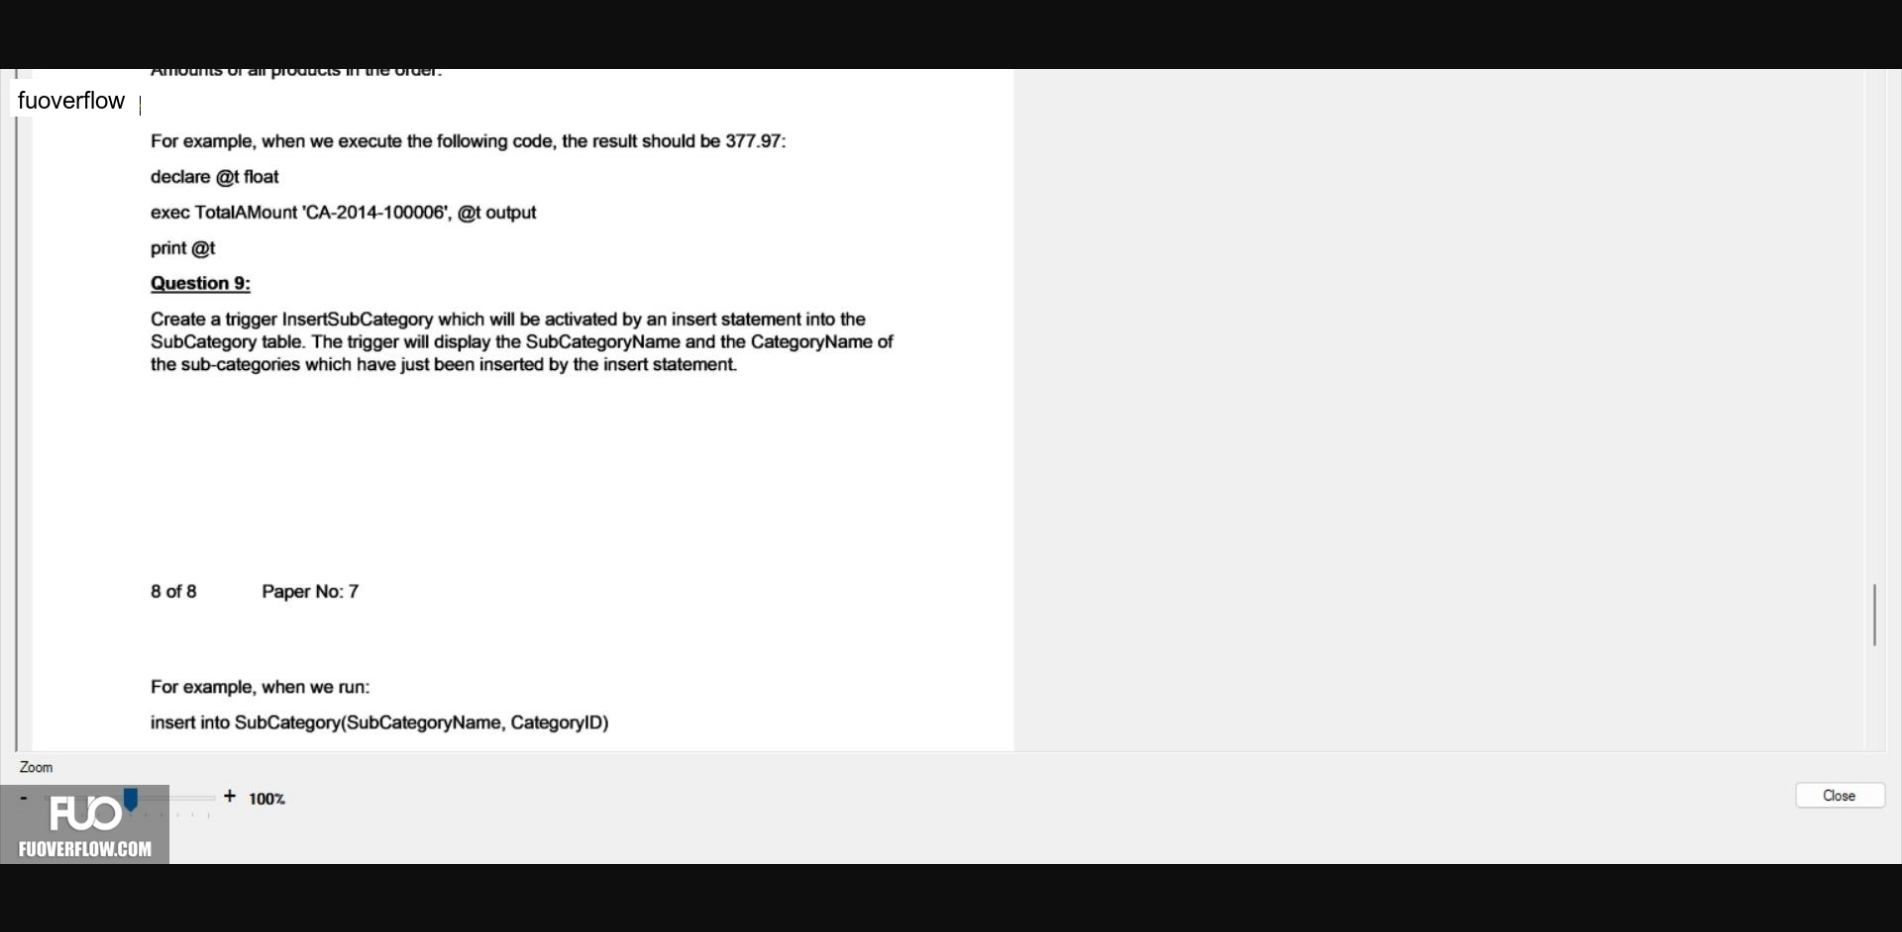 Amounts of all products in the order.
fuoverflow
For example, when we execute the following code, the result should be 377.97:
declare @t float
exec TotalAMount 'CA-2014-100006', @t output
print @t
Question 9:
Create a trigger InsertSubCategory which will be activated by an insert statement into the
SubCategory table. The trigger will display the SubCategoryName and the CategoryName of
the sub-categories which have just been inserted by the insert statement.
8 of 8 Paper No: 7
For example, when we run:
insert into SubCategory(SubCategoryName, CategoryID)
Zoom
- + 100%
Close
FUO
FUOVERFLOW.COM